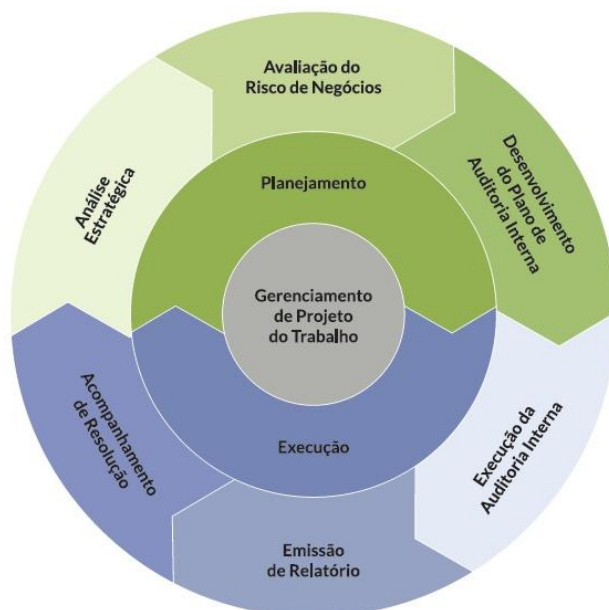 Avaliação do
Risco de Negócios
Desenvolvimento
do Plano de
Auditoria Interna
Análise
Estratégica
Planejamento
Gerenciamento
de Projeto
do Trabalho
Execução
Execução da
Auditoria Interna
Emissão
de Relatório
Acompanhamento
de Resolução